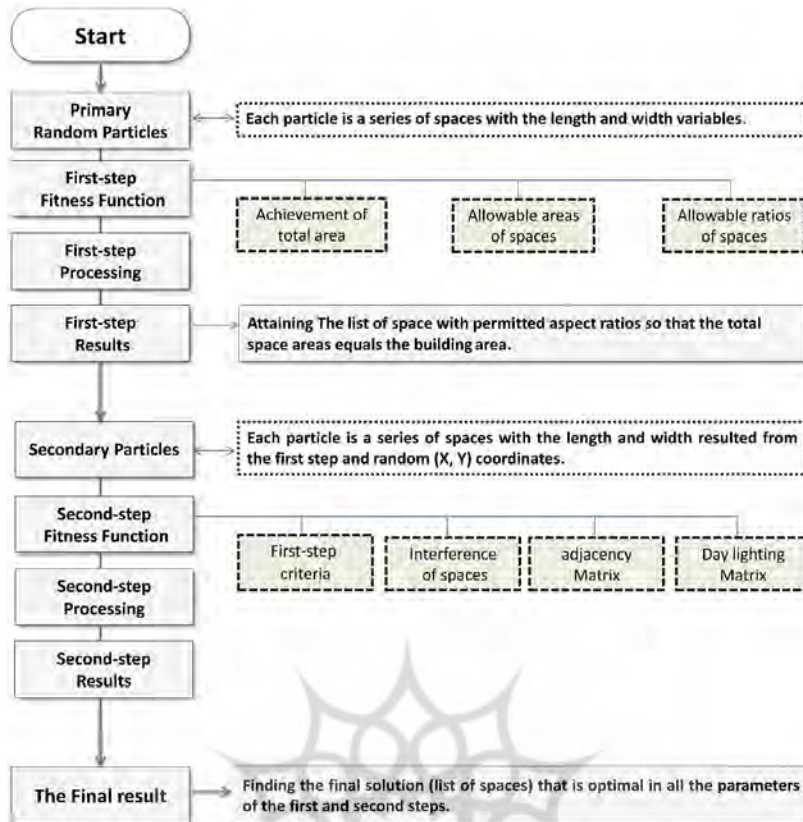 Start
Primary
Random Particles
Each particle is a series of spaces with the length and width variables.
First-step
Fitness Function
Achievement of
total area
Allowable areas
of spaces
Allowable ratios
of spaces
First-step
Processing
First-step
Results
Attaining The list of space with permitted aspect ratios so that the total
space areas equals the building area.
Secondary Particles
Each particle is a series of spaces with the length and width resulted from
the first step and random (X, Y) coordinates.
Second-step
Fitness Function
First-step
criteria
Interference
of spaces
adjacency
Matrix
Day lighting
Matrix
Second-step
Processing
Second-step
Results
The Final result
Finding the final solution (list of spaces) that is optimal in all the parameters
of the first and second steps.